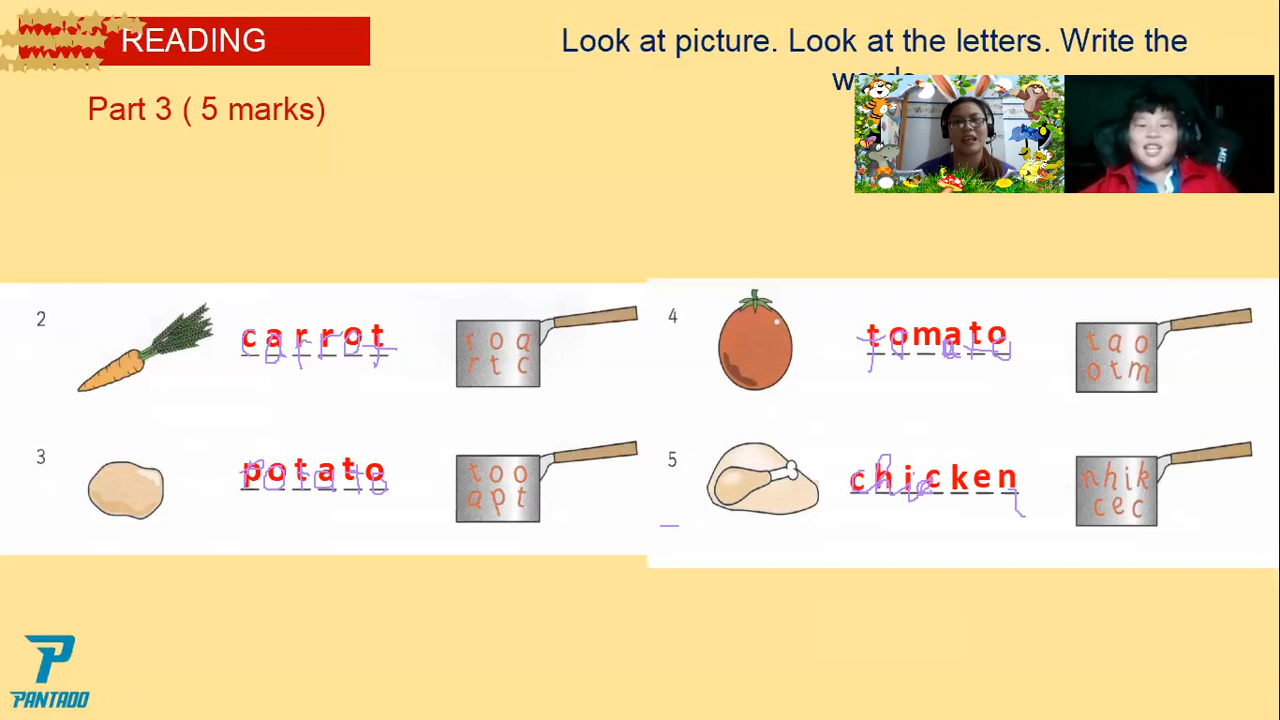 READING
Look at picture. Look at the letters. Write the
words
Part 3 ( 5 marks)
2
carrot
r o a
r t c
4
tomato
t a o
o t m
3
potato
t o o
a p t
5
chicken
n h i k
c e c
PANTADO